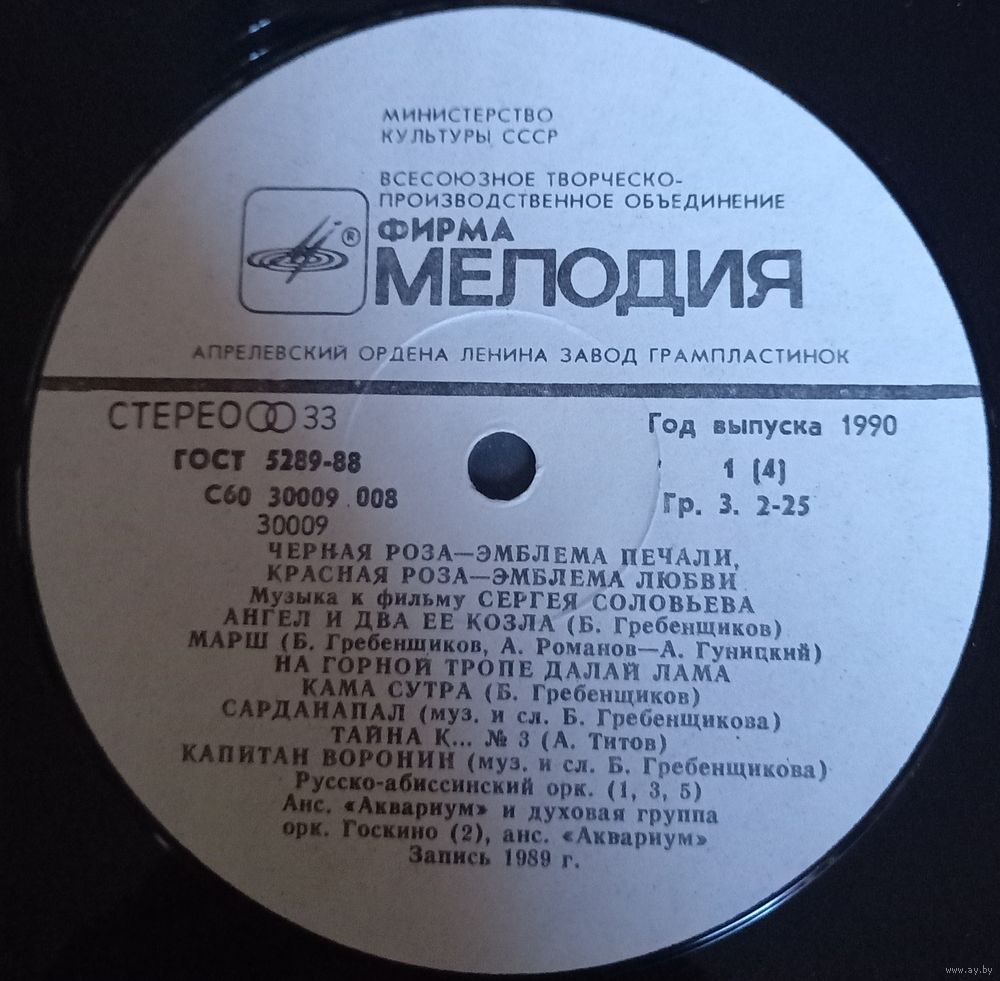 МИНИСТЕРСТВО
КУЛЬТУРЫ СССР
ВСЕСОЮЗНОЕ ТВОРЧЕСКО-
ПРОИЗВОДСТВЕННОЕ ОБЪЕДИНЕНИЕ
ФИРМА
®
МЕЛОДИЯ
АПРЕЛЕВСКИЙ ОРДЕНА ЛЕНИНА ЗАВОД ГРАМПЛАСТИНОК
СТЕРЕО 33
Год выпуска 1990
ГОСТ 5289-88
1 (4)
С60 30009 008
Гр. 3. 2-25
30009
ЧЕРНАЯ РОЗА—ЭМБЛЕМА ПЕЧАЛИ,
КРАСНАЯ РОЗА—ЭМБЛЕМА ЛЮБВИ
Музыка к фильму СЕРГЕЯ СОЛОВЬЕВА
АНГЕЛ И ДВА ЕЕ КОЗЛА (Б. Гребенщиков)
МАРШ (Б. Гребенщиков, А. Романов—А. Гуницкий)
НА ГОРНОЙ ТРОПЕ ДАЛАЙ ЛАМА
КАМА СУТРА (Б. Гребенщиков)
САРДАНАПАЛ (муз. и сл. Б. Гребенщикова)
ТАЙНА К... № 3 (А. Титов)
КАПИТАН ВОРОНИН (муз. и сл. Б. Гребенщикова)
Русско-абиссинский орк. (1, 3, 5)
Анс. «Аквариум» и духовая группа
орк. Госкино (2), анс. «Аквариум»
Запись 1989 г.
www.ay.by